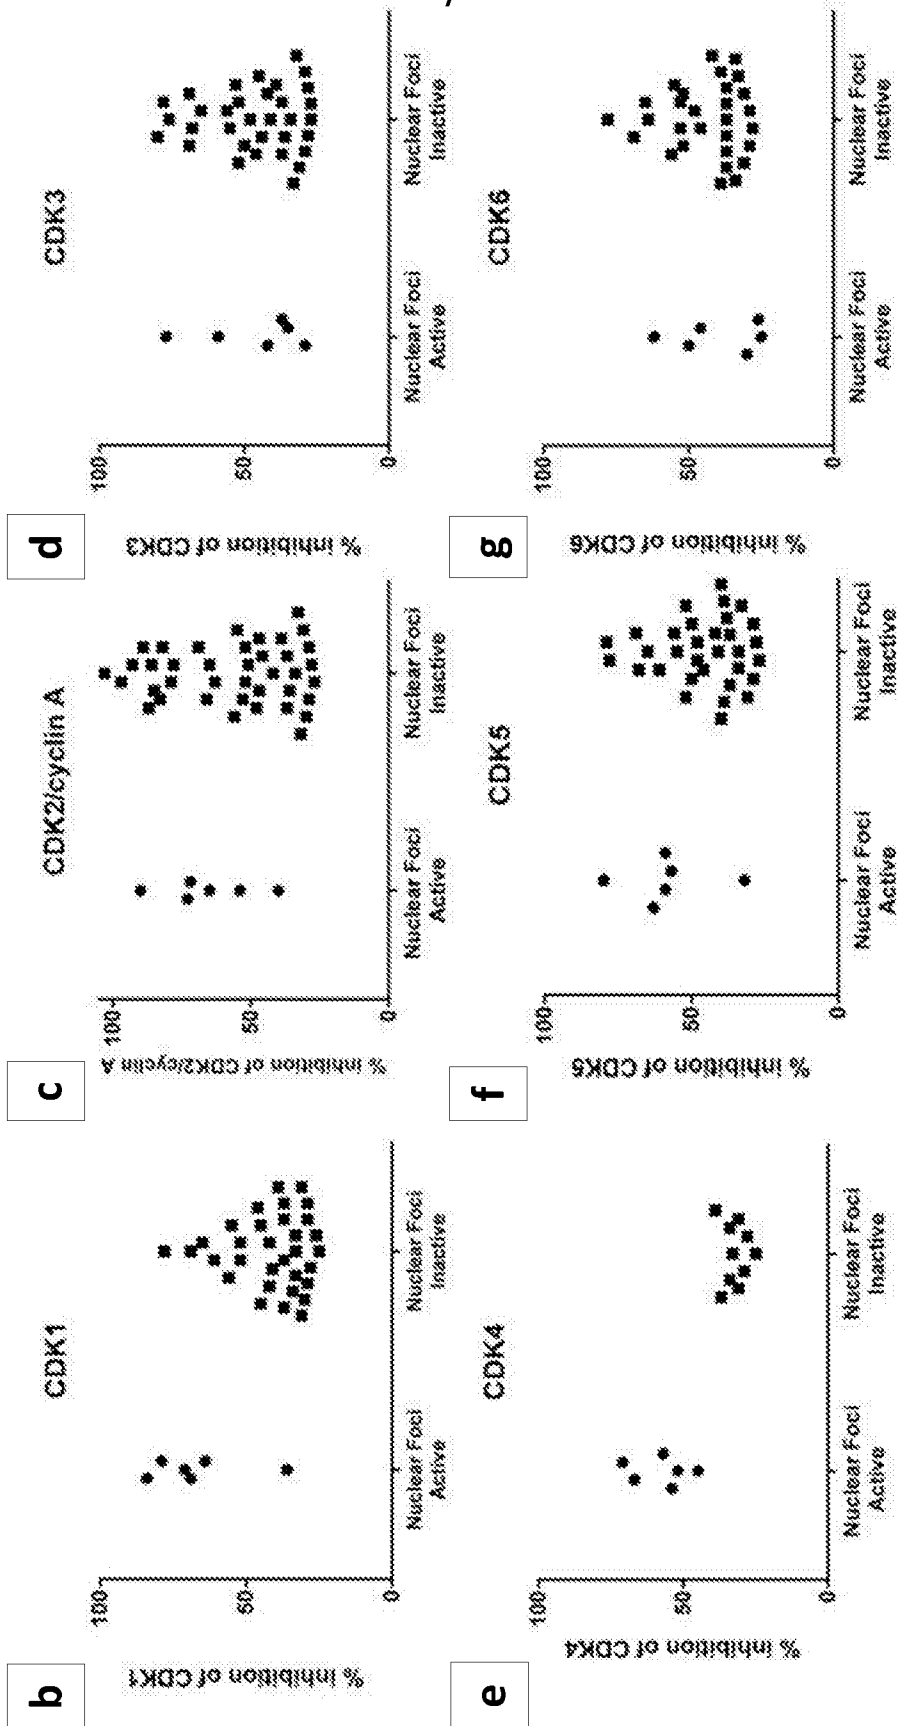 b
CDK1
% inhibition of CDK1
100
50
0
Nuclear Foci
Active
Nuclear Foci
Inactive
c
CDK2/cyclin A
% inhibition of CDK2/cyclin A
100
50
0
Nuclear Foci
Active
Nuclear Foci
Inactive
d
CDK3
% inhibition of CDK3
100
50
0
Nuclear Foci
Active
Nuclear Foci
Inactive
e
CDK4
% inhibition of CDK4
100
50
0
Nuclear Foci
Active
Nuclear Foci
Inactive
f
CDK5
% inhibition of CDK5
100
50
0
Nuclear Foci
Active
Nuclear Foci
Inactive
g
CDK6
% inhibition of CDK6
100
50
0
Nuclear Foci
Active
Nuclear Foci
Inactive